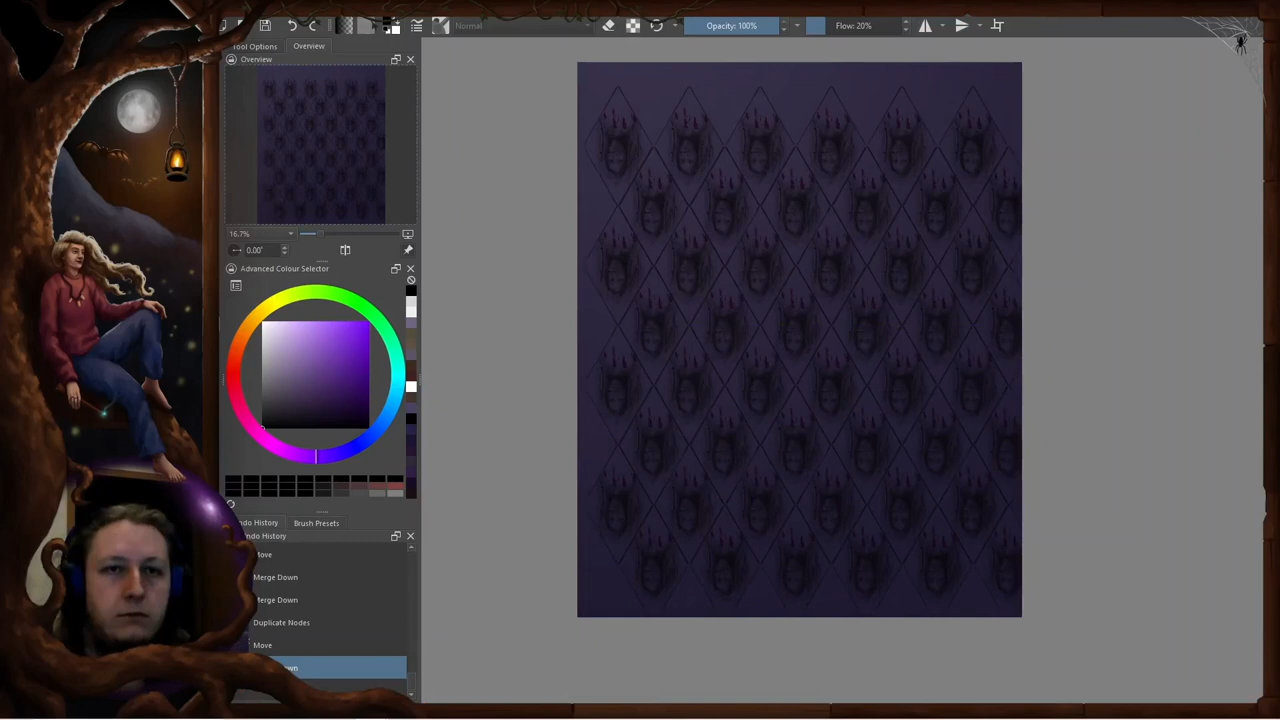 Normal
Opacity: 100%
Flow: 20%
Tool Options
Overview
Overview
16.7%
0.00°
Advanced Colour Selector
Undo History
Brush Presets
Undo History
Move
Merge Down
Merge Down
Duplicate Nodes
Move